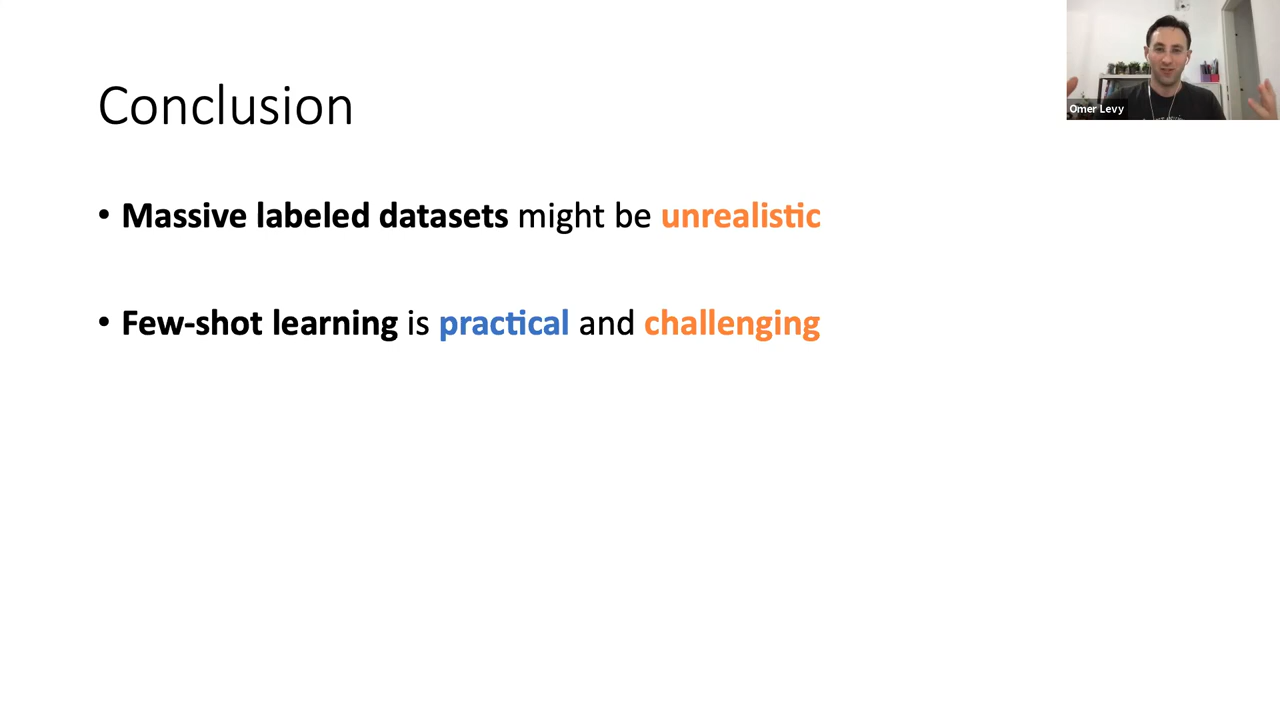 Conclusion
Omer Levy
• Massive labeled datasets might be unrealistic
• Few-shot learning is practical and challenging